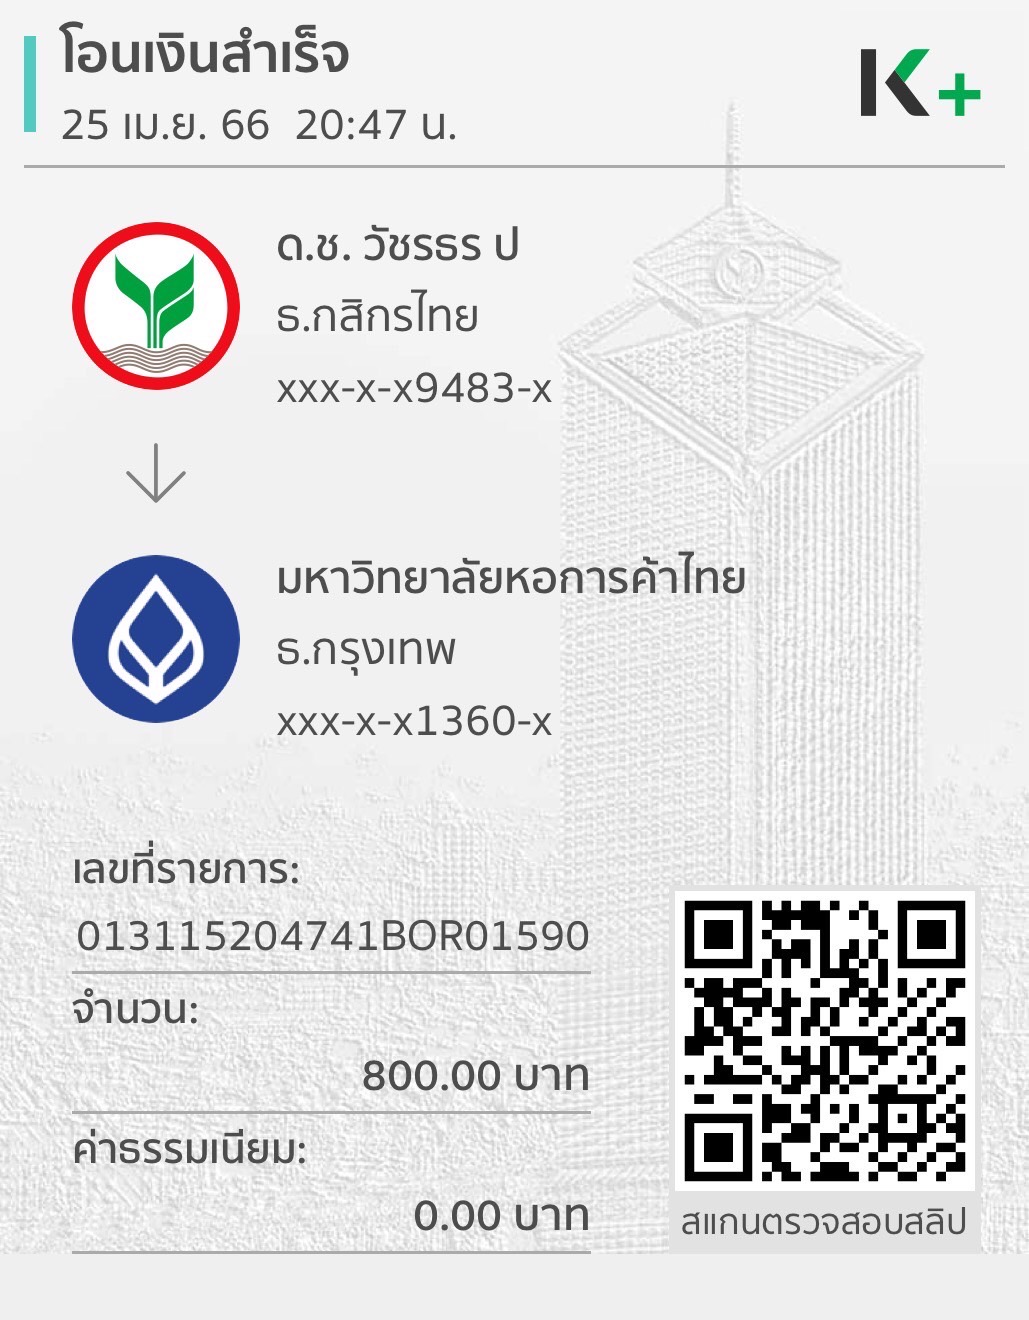 โอนเงินสำเร็จ
25 เม.ย. 66  20:47 น.
K+
ด.ช. วัชรธร ป
ธ.กสิกรไทย
xxx-x-x9483-x
มหาวิทยาลัยหอการค้าไทย
ธ.กรุงเทพ
xxx-x-x1360-x
เลขที่รายการ:
013115204741BOR01590
จำนวน:
800.00 บาท
ค่าธรรมเนียม:
0.00 บาท
สแกนตรวจสอบสลิป